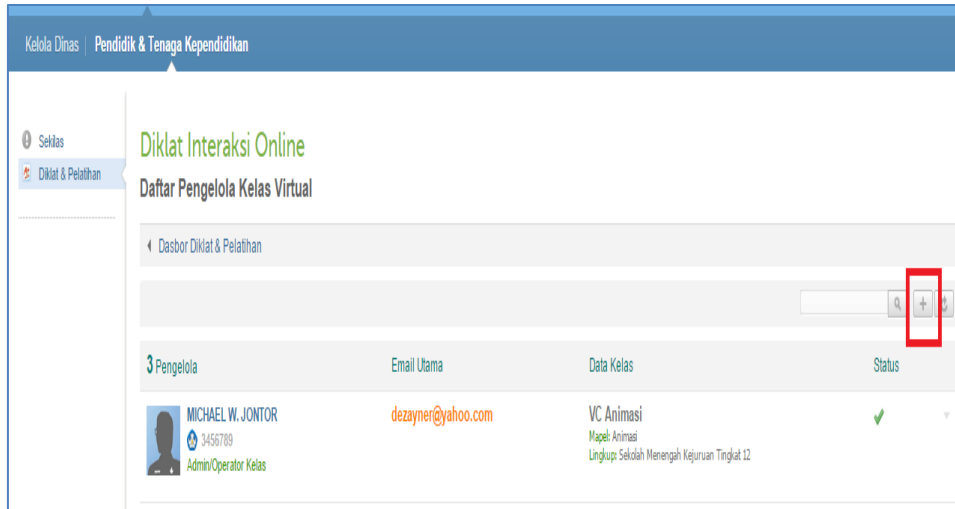 Kelola Dinas | Pendidik & Tenaga Kependidikan
Sekilas
Diklat & Pelatihan
Diklat Interaksi Online
Daftar Pengelola Kelas Virtual
Dasbor Diklat & Pelatihan
3 Pengelola Email Utama Data Kelas Status
MICHAEL W. JONTOR dezayner@yahoo.com VC Animasi
3456789 Mapel: Animasi
Admin/Operator Kelas Lingkup: Sekolah Menengah Kejuruan Tingkat 12